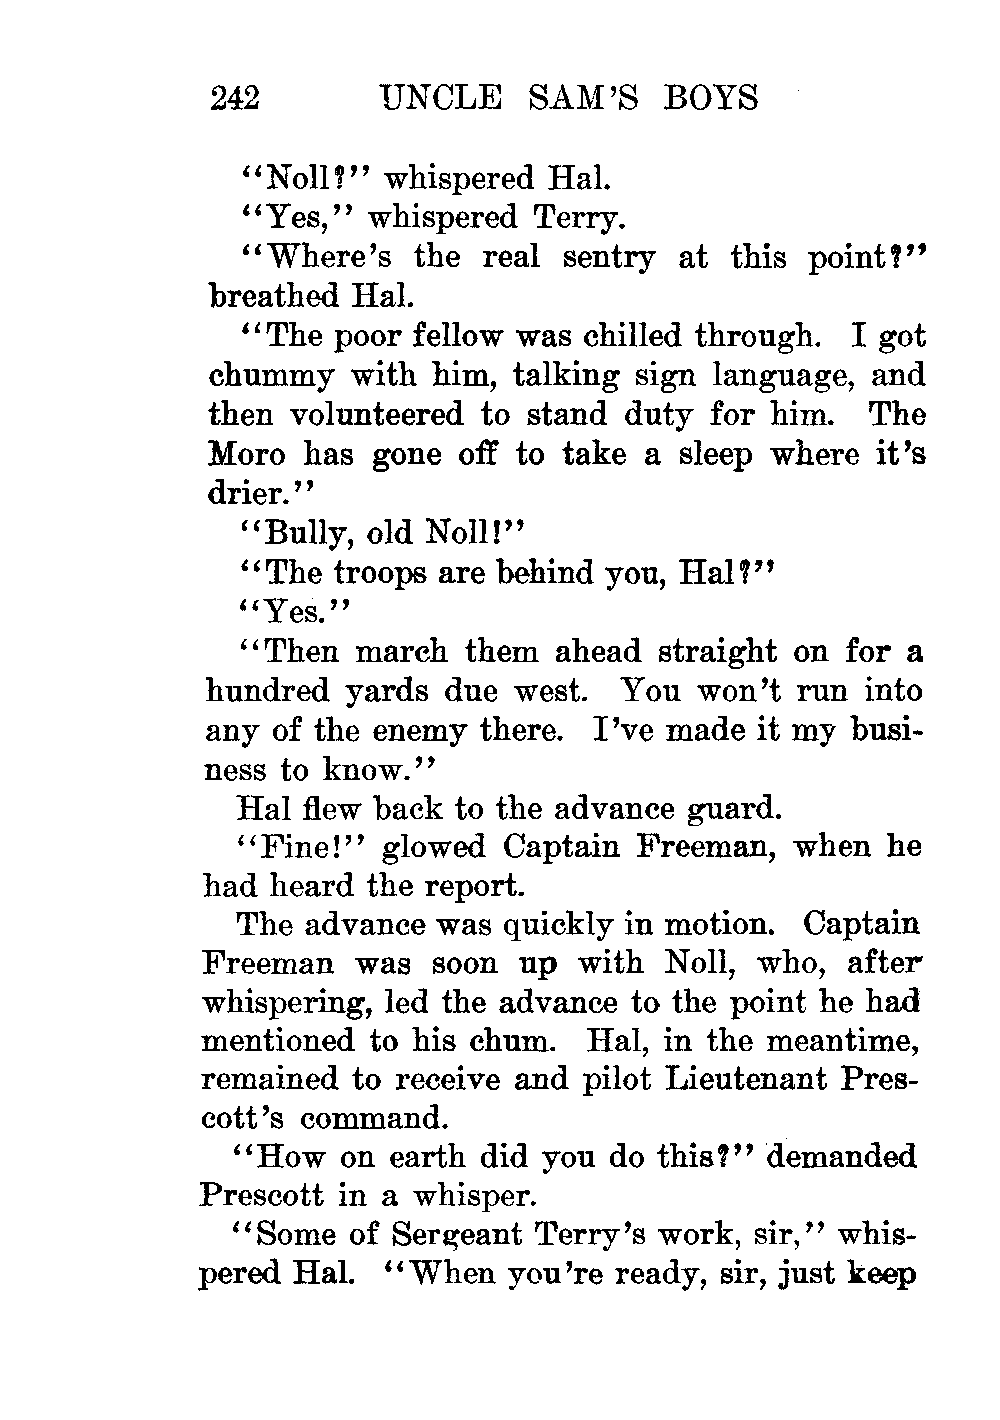 242 UNCLE SAM'S BOYS
"Noll?" whispered Hal.
"Yes," whispered Terry.
"Where's the real sentry at this point?"
breathed Hal.
"The poor fellow was chilled through. I got
chummy with him, talking sign language, and
then volunteered to stand duty for him. The
Moro has gone off to take a sleep where it's
drier."
"Bully, old Noll!"
"The troops are behind you, Hal?"
"Yes."
"Then march them ahead straight on for a
hundred yards due west. You won't run into
any of the enemy there. I've made it my busi-
ness to know."
Hal flew back to the advance guard.
"Fine!" glowed Captain Freeman, when he
had heard the report.
The advance was quickly in motion. Captain
Freeman was soon up with Noll, who, after
whispering, led the advance to the point he had
mentioned to his chum. Hal, in the meantime,
remained to receive and pilot Lieutenant Pres-
cott's command.
"How on earth did you do this?" demanded
Prescott in a whisper.
"Some of Sergeant Terry's work, sir," whis-
pered Hal. "When you're ready, sir, just keep